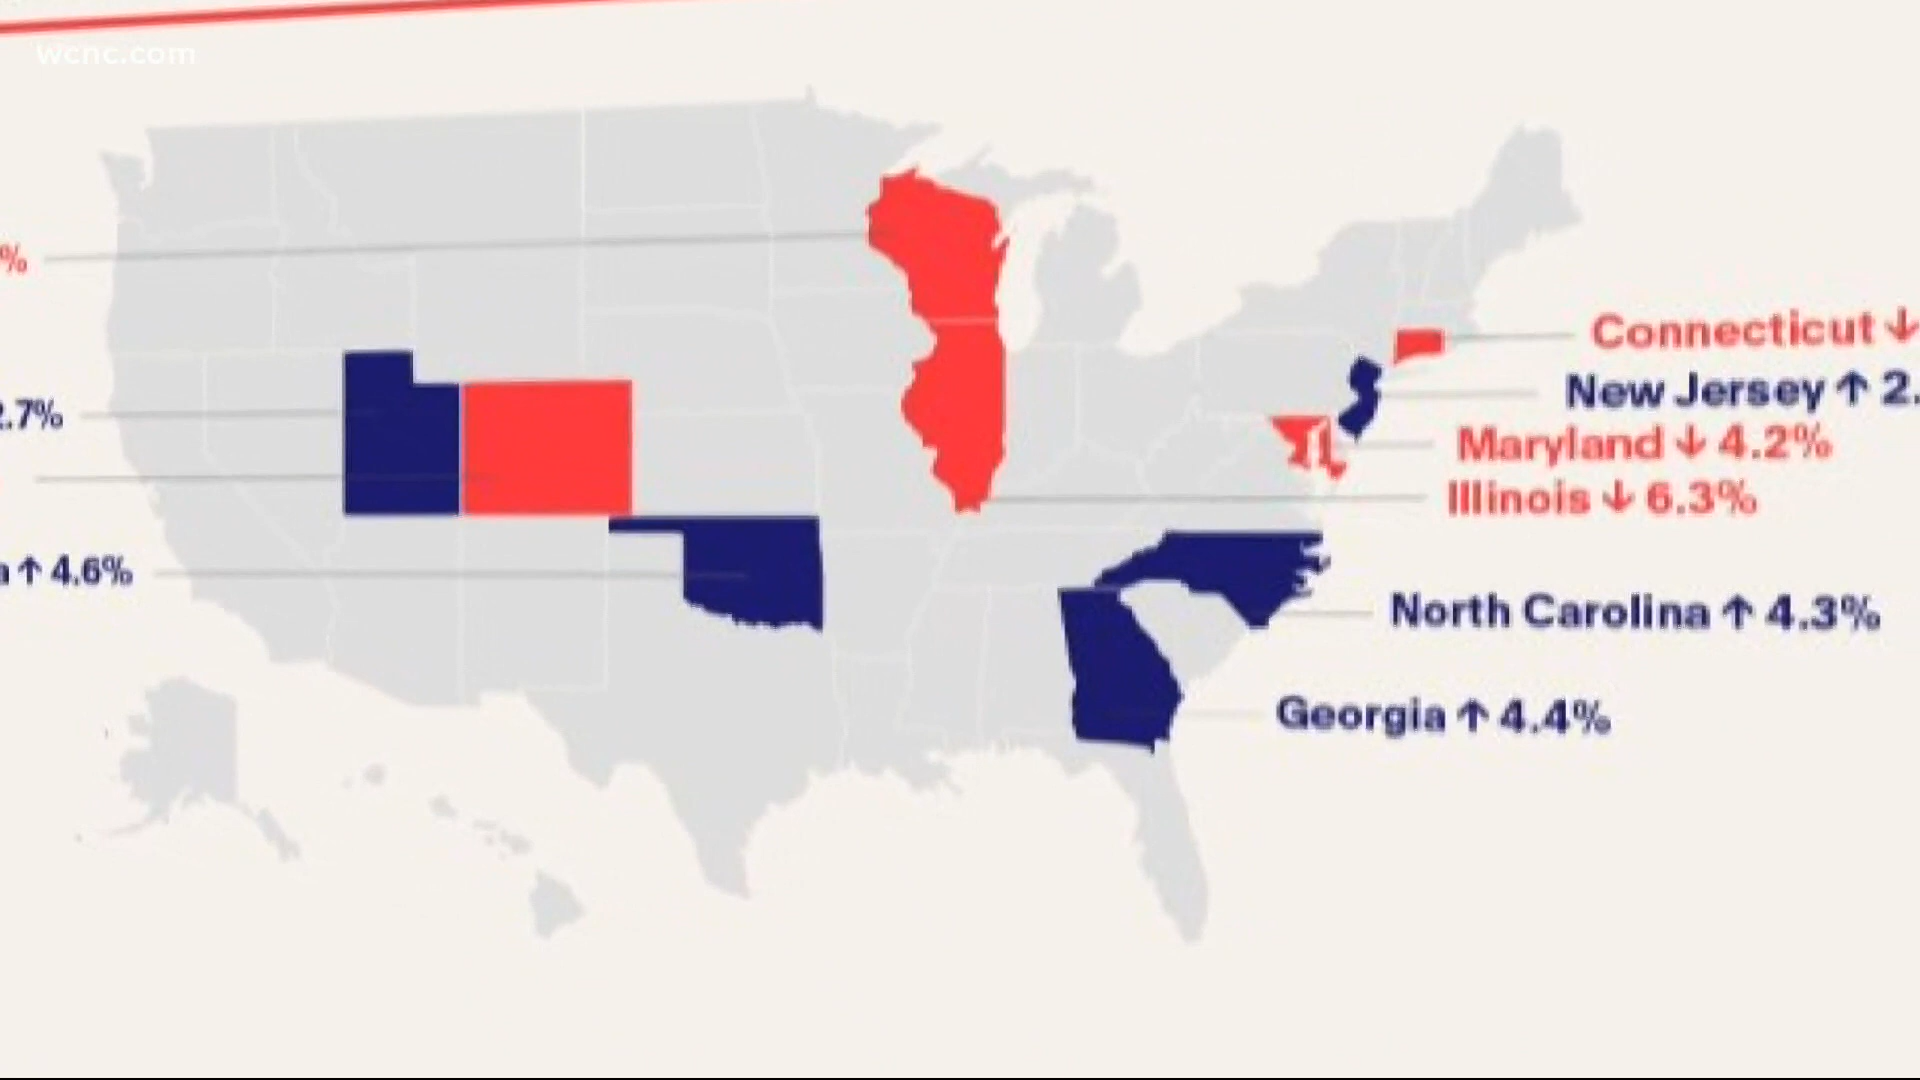 wcnc.com
%
Connecticut ↓
New Jersey ↑ 2.
.7%
Maryland ↓ 4.2%
Illinois ↓ 6.3%
a ↑ 4.6%
North Carolina ↑ 4.3%
Georgia ↑ 4.4%